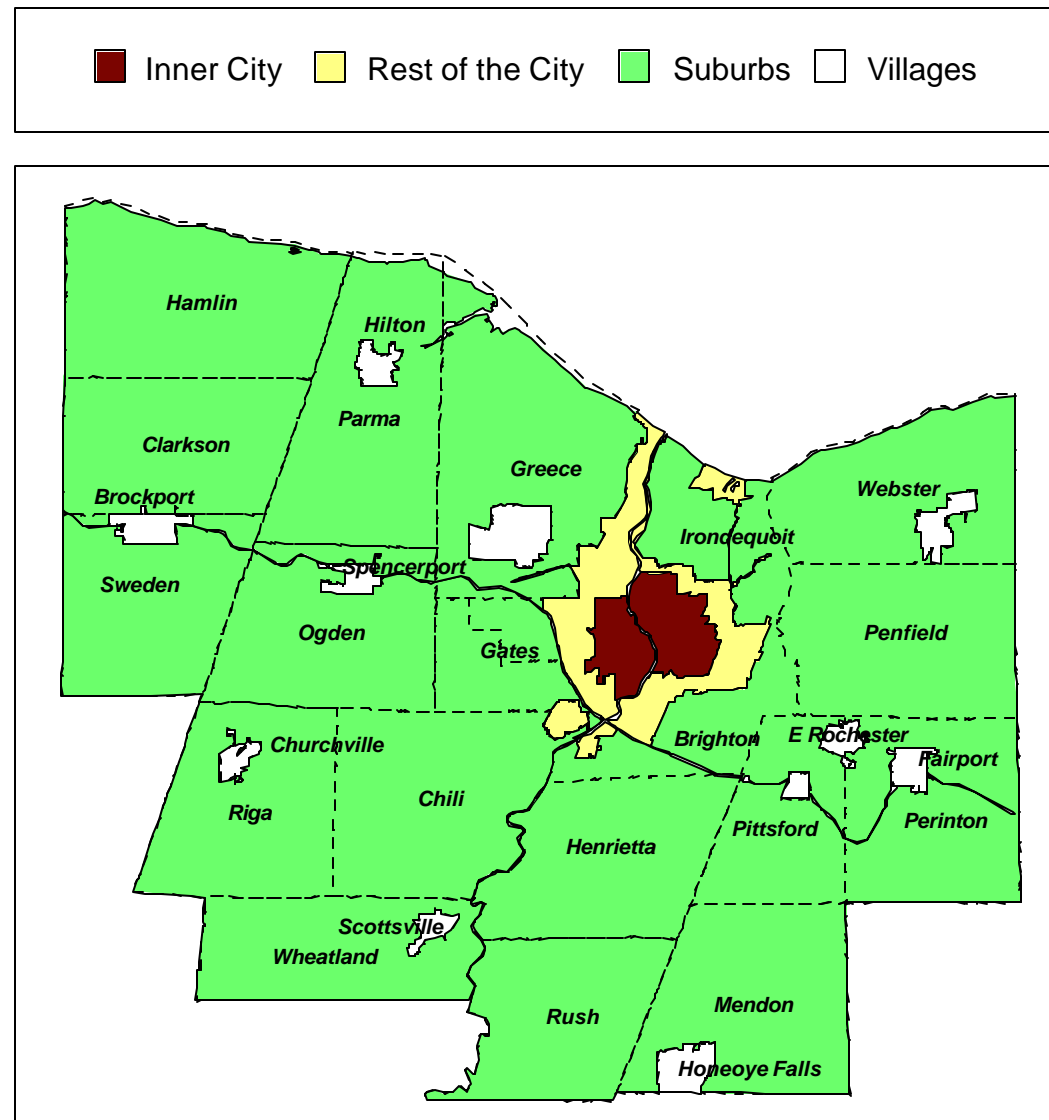 Inner City Rest of the City Suburbs Villages
Hamlin
Hilton
Parma
Clarkson
Greece
Brockport
Webster
Irondequoit
Spencerport
Sweden
Ogden
Penfield
Gates
Churchville
Brighton
E Rochester
Fairport
Chili
Riga
Pittsford
Perinton
Henrietta
Scottsville
Wheatland
Mendon
Rush
Honeoye Falls